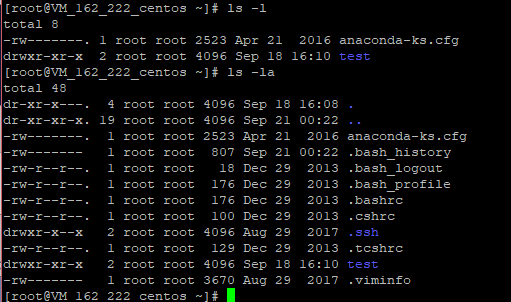 [root@VM_162_222_centos ~]# ls -l
total 8
-rw-------. 1 root root 2523 Apr 21  2016 anaconda-ks.cfg
drwxr-xr-x  2 root root 4096 Sep 18 16:10 test
[root@VM_162_222_centos ~]# ls -la
total 48
dr-xr-x---.  4 root root 4096 Sep 18 16:08 .
dr-xr-xr-x. 19 root root 4096 Sep 21 00:22 ..
-rw-------.  1 root root 2523 Apr 21  2016 anaconda-ks.cfg
-rw-------   1 root root  807 Sep 21 00:22 .bash_history
-rw-r--r--.  1 root root   18 Dec 29  2013 .bash_logout
-rw-r--r--.  1 root root  176 Dec 29  2013 .bash_profile
-rw-r--r--.  1 root root  176 Dec 29  2013 .bashrc
-rw-r--r--.  1 root root  100 Dec 29  2013 .cshrc
drwxr-xr-x   2 root root 4096 Aug 29  2017 .ssh
-rw-r--r--.  1 root root  129 Dec 29  2013 .tcshrc
drwxr-xr-x   2 root root 4096 Sep 18 16:10 test
-rw-------   1 root root 3670 Aug 29  2017 .viminfo
[root@VM_162_222_centos ~]#